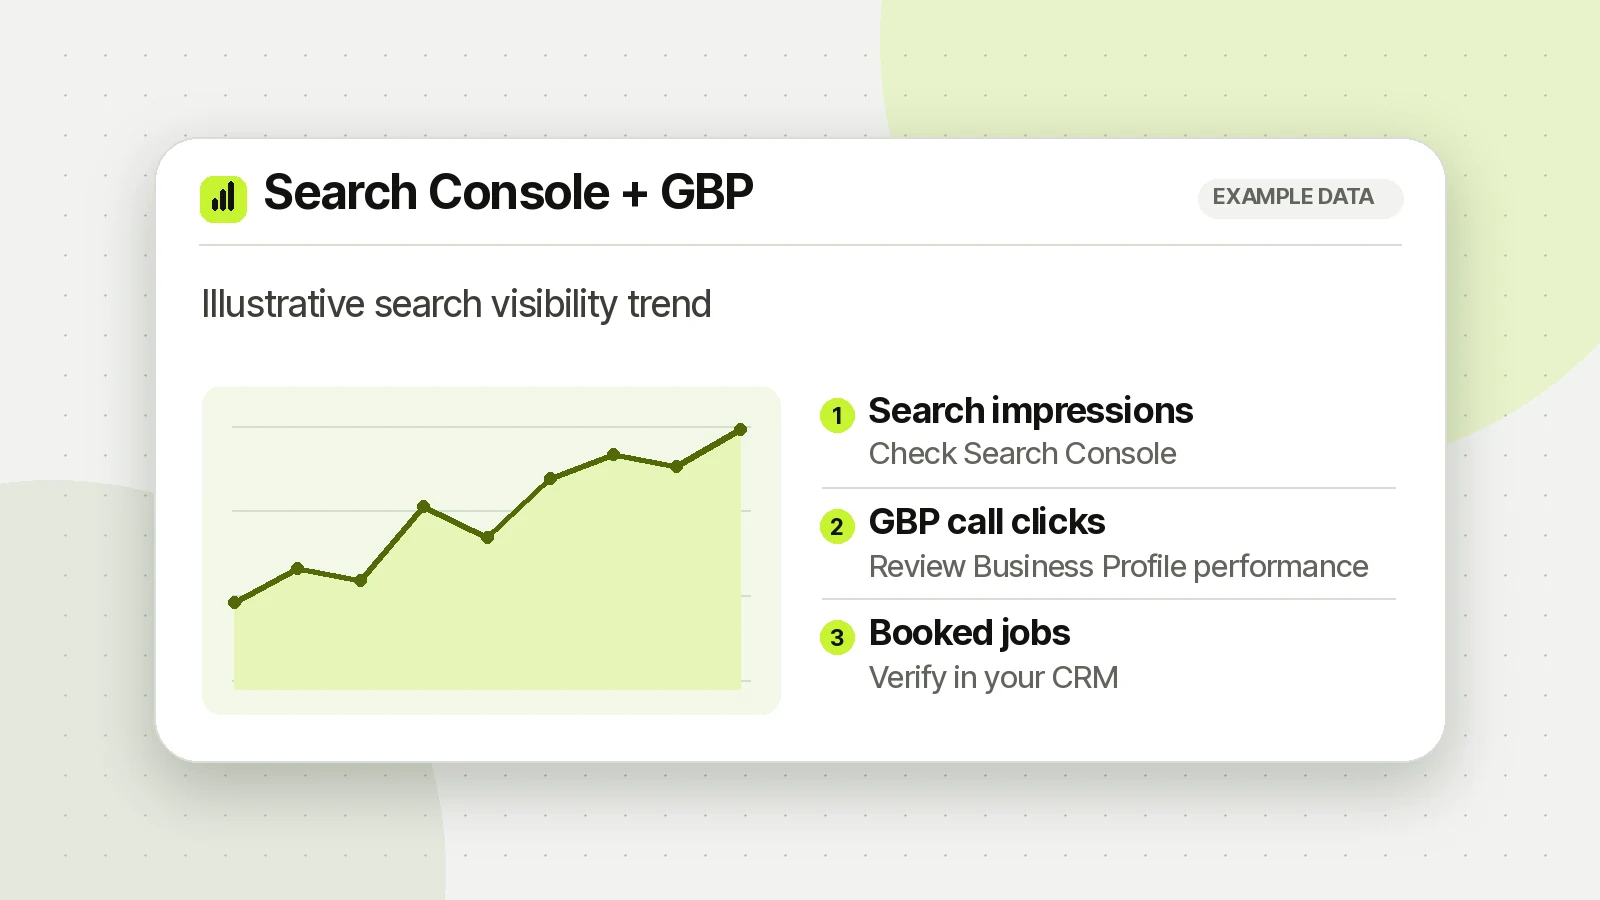 Search Console + GBP
EXAMPLE DATA
Illustrative search visibility trend
1 Search impressions
Check Search Console
2 GBP call clicks
Review Business Profile performance
3 Booked jobs
Verify in your CRM